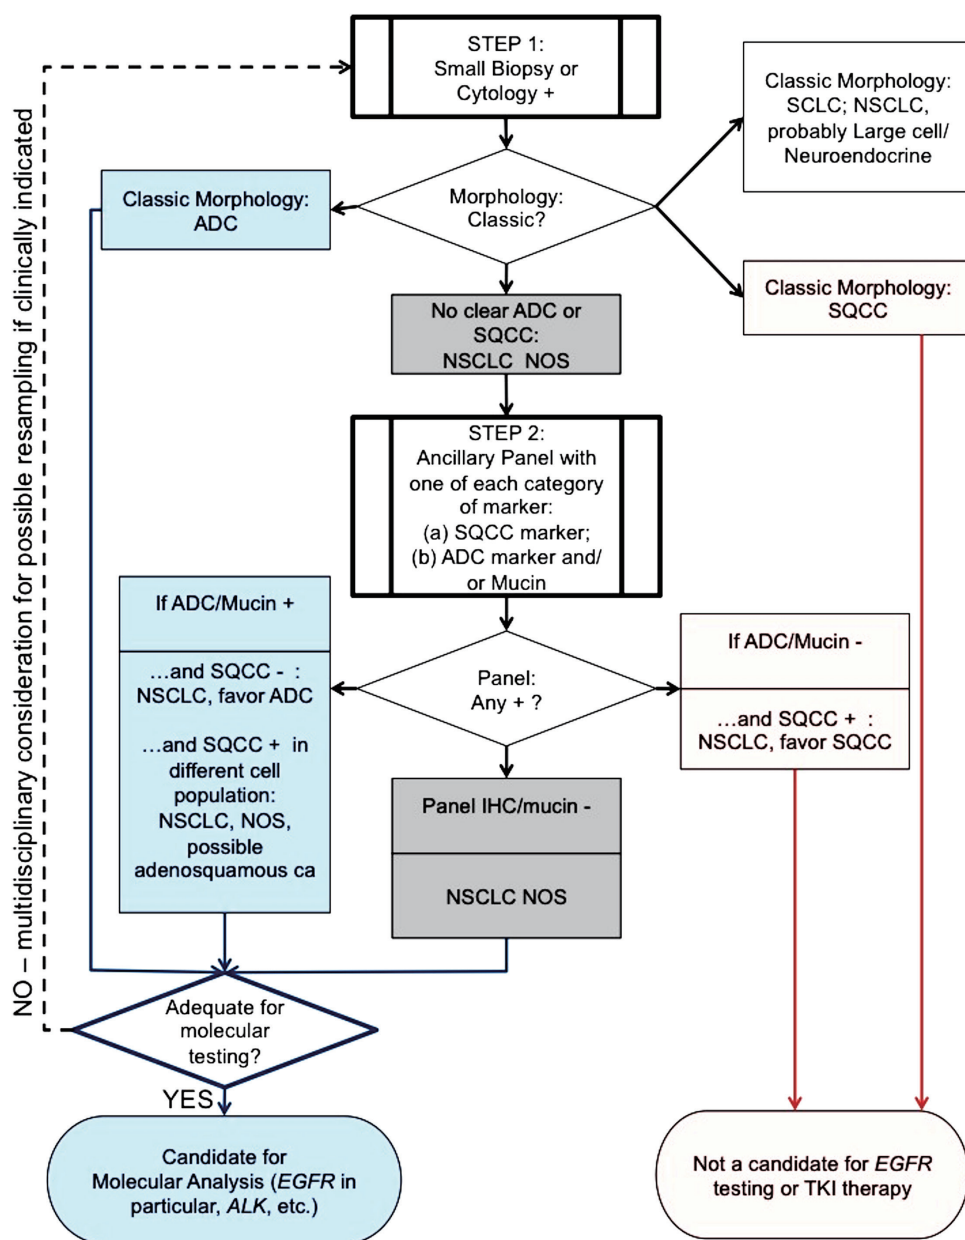 STEP 1:
Small Biopsy or
Cytology +
Classic Morphology:
SCLC; NSCLC,
probably Large cell/
Neuroendocrine
Morphology:
Classic?
Classic Morphology:
ADC
Classic Morphology:
SQCC
No clear ADC or
SQCC:
NSCLC NOS
STEP 2:
Ancillary Panel with
one of each category
of marker:
(a) SQCC marker;
(b) ADC marker and/
or Mucin
If ADC/Mucin +
...and SQCC - :
NSCLC, favor ADC
...and SQCC + in
different cell
population:
NSCLC, NOS,
possible
adenosquamous ca
Panel:
Any + ?
If ADC/Mucin -
...and SQCC + :
NSCLC, favor SQCC
Panel IHC/mucin -
NSCLC NOS
NO – multidisciplinary consideration for possible resampling if clinically indicated
Adequate for
molecular
testing?
YES
Candidate for
Molecular Analysis (EGFR in
particular, ALK, etc.)
Not a candidate for EGFR
testing or TKI therapy